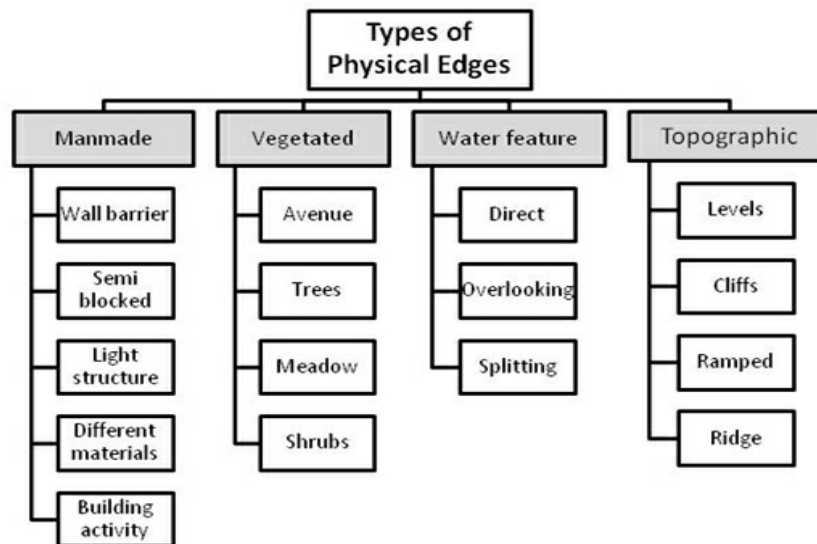 Types of
Physical Edges
Manmade
Vegetated
Water feature
Topographic
Wall barrier
Semi
blocked
Light
structure
Different
materials
Building
activity
Avenue
Trees
Meadow
Shrubs
Direct
Overlooking
Splitting
Levels
Cliffs
Ramped
Ridge